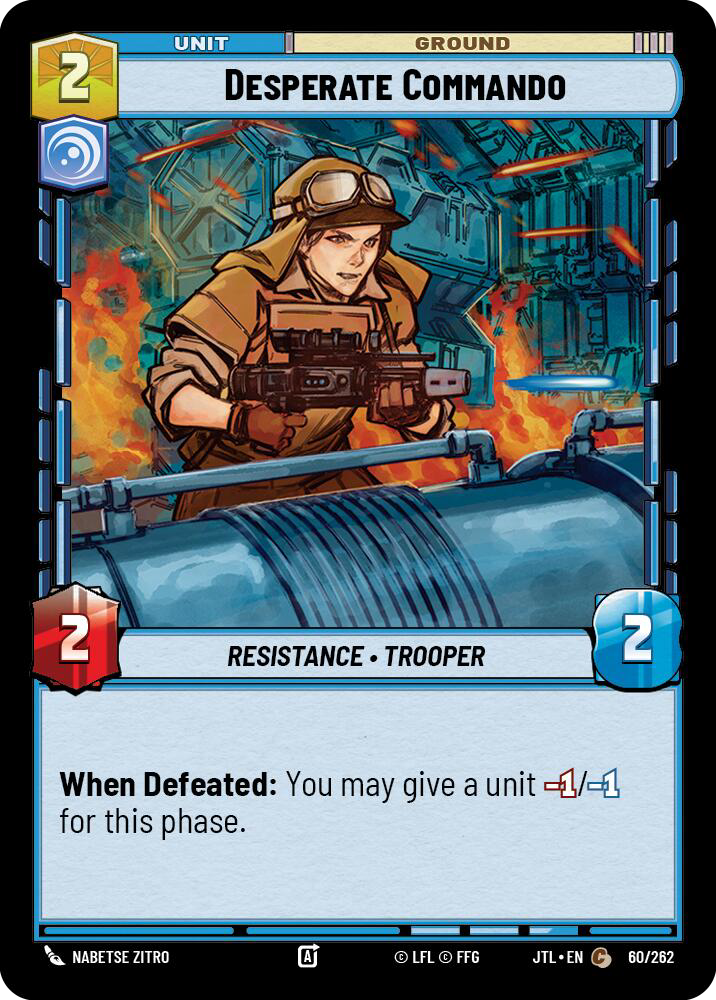 UNIT
GROUND
2
DESPERATE COMMANDO
2
2
RESISTANCE • TROOPER
When Defeated: You may give a unit -1/-1
for this phase.
NABETSE ZITRO
A
© LFL © FFG
JTL • EN
C
60/262